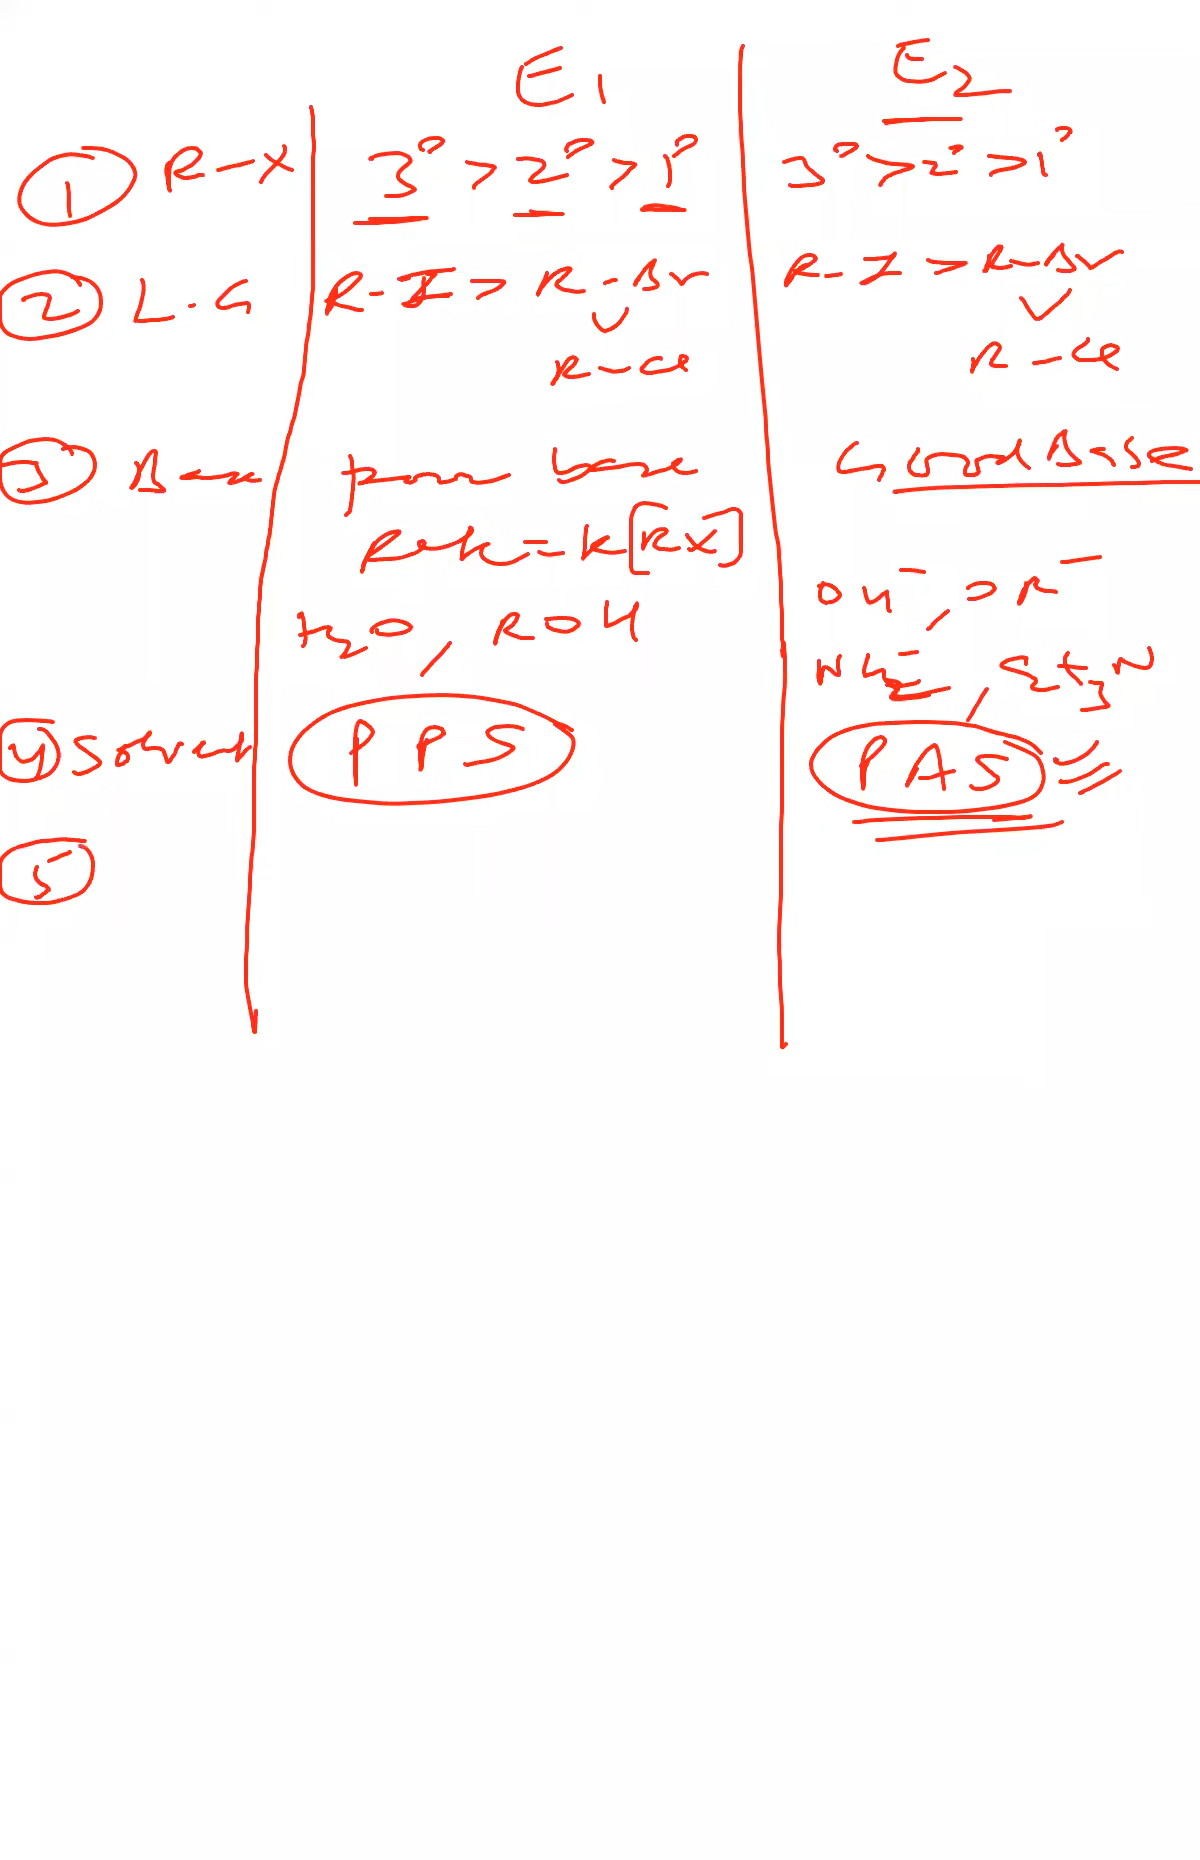 E1 E2
① R-X 3° > 2° > 1° 3° > 2° > 1°
② L.G R-I > R-Br R-I > R-Br
∨ ∨
R-Cl R-Cl
③ Base poor base Good Base
Rate = K[RX]
H2O, ROH OH⁻, OR⁻
NH2⁻, Et3N
④ Solvent PPS PAS
⑤